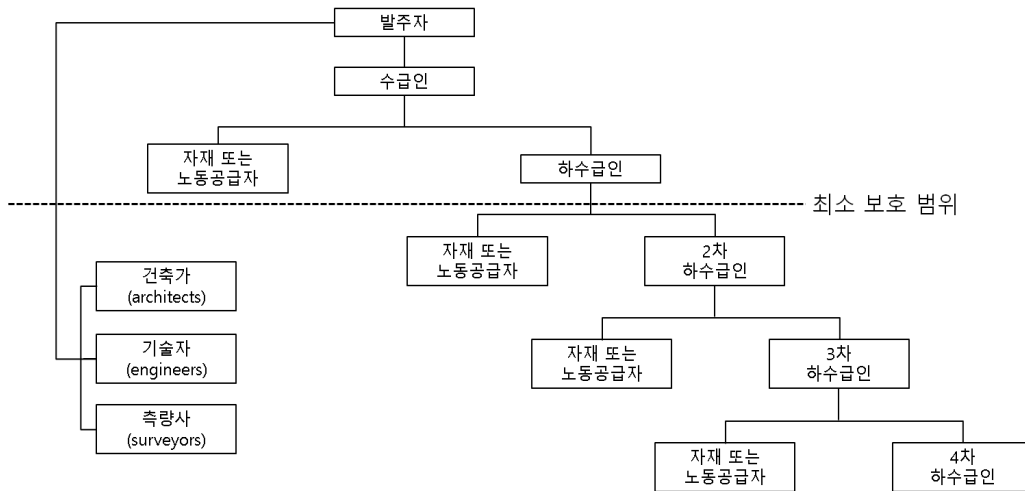 발주자
수급인
자재 또는
노동공급자
하수급인
최소 보호 범위
자재 또는
노동공급자
2차
하수급인
건축가
(architects)
기술자
(engineers)
측량사
(surveyors)
자재 또는
노동공급자
3차
하수급인
자재 또는
노동공급자
4차
하수급인